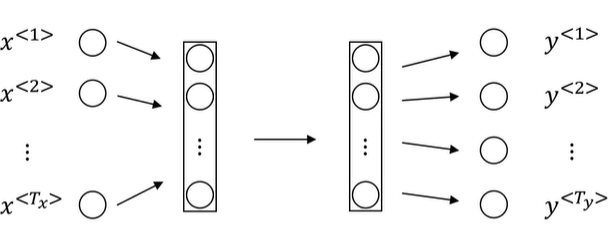 x<1> y<1>
x<2> y<2>
⋮ ⋮ ⋮ ⋮
x<Tx> y<Ty>